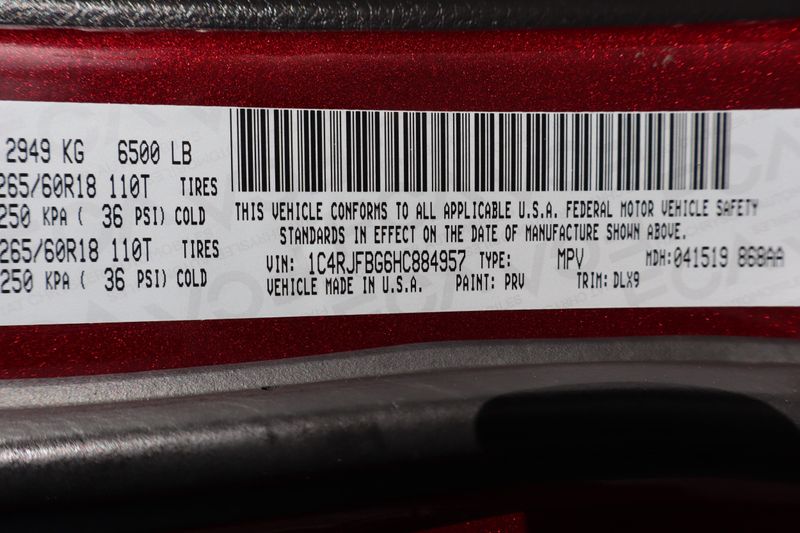 2949 KG 6500 LB
265/60R18 110T TIRES
250 KPA ( 36 PSI) COLD
265/60R18 110T TIRES
250 KPA ( 36 PSI) COLD
THIS VEHICLE CONFORMS TO ALL APPLICABLE U.S.A. FEDERAL MOTOR VEHICLE SAFETY
STANDARDS IN EFFECT ON THE DATE OF MANUFACTURE SHOWN ABOVE.
VIN: 1C4RJFBG6HC884957 TYPE: MPV MDH: 041519 868AA
VEHICLE MADE IN U.S.A. PAINT: PRV TRIM: DLX9